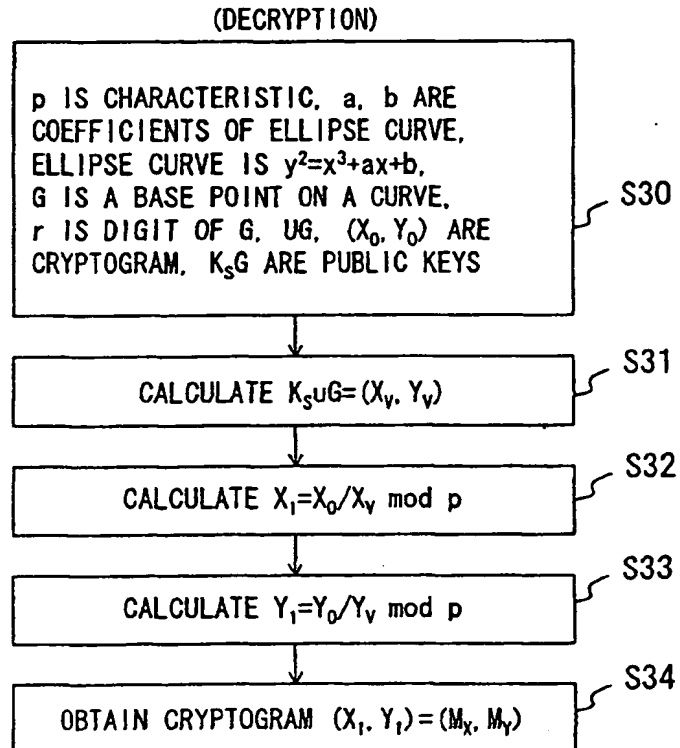 (DECRYPTION)
p IS CHARACTERISTIC, a, b ARE
COEFFICIENTS OF ELLIPSE CURVE,
ELLIPSE CURVE IS y²=x³+ax+b,
G IS A BASE POINT ON A CURVE,
r IS DIGIT OF G, UG, (X₀, Y₀) ARE
CRYPTOGRAM, KₛG ARE PUBLIC KEYS
S30
CALCULATE KₛuG=(Xᵥ, Yᵥ)
S31
CALCULATE X₁=X₀/Xᵥ mod p
S32
CALCULATE Y₁=Y₀/Yᵥ mod p
S33
OBTAIN CRYPTOGRAM (X₁, Y₁)=(Mₓ, Mᵧ)
S34